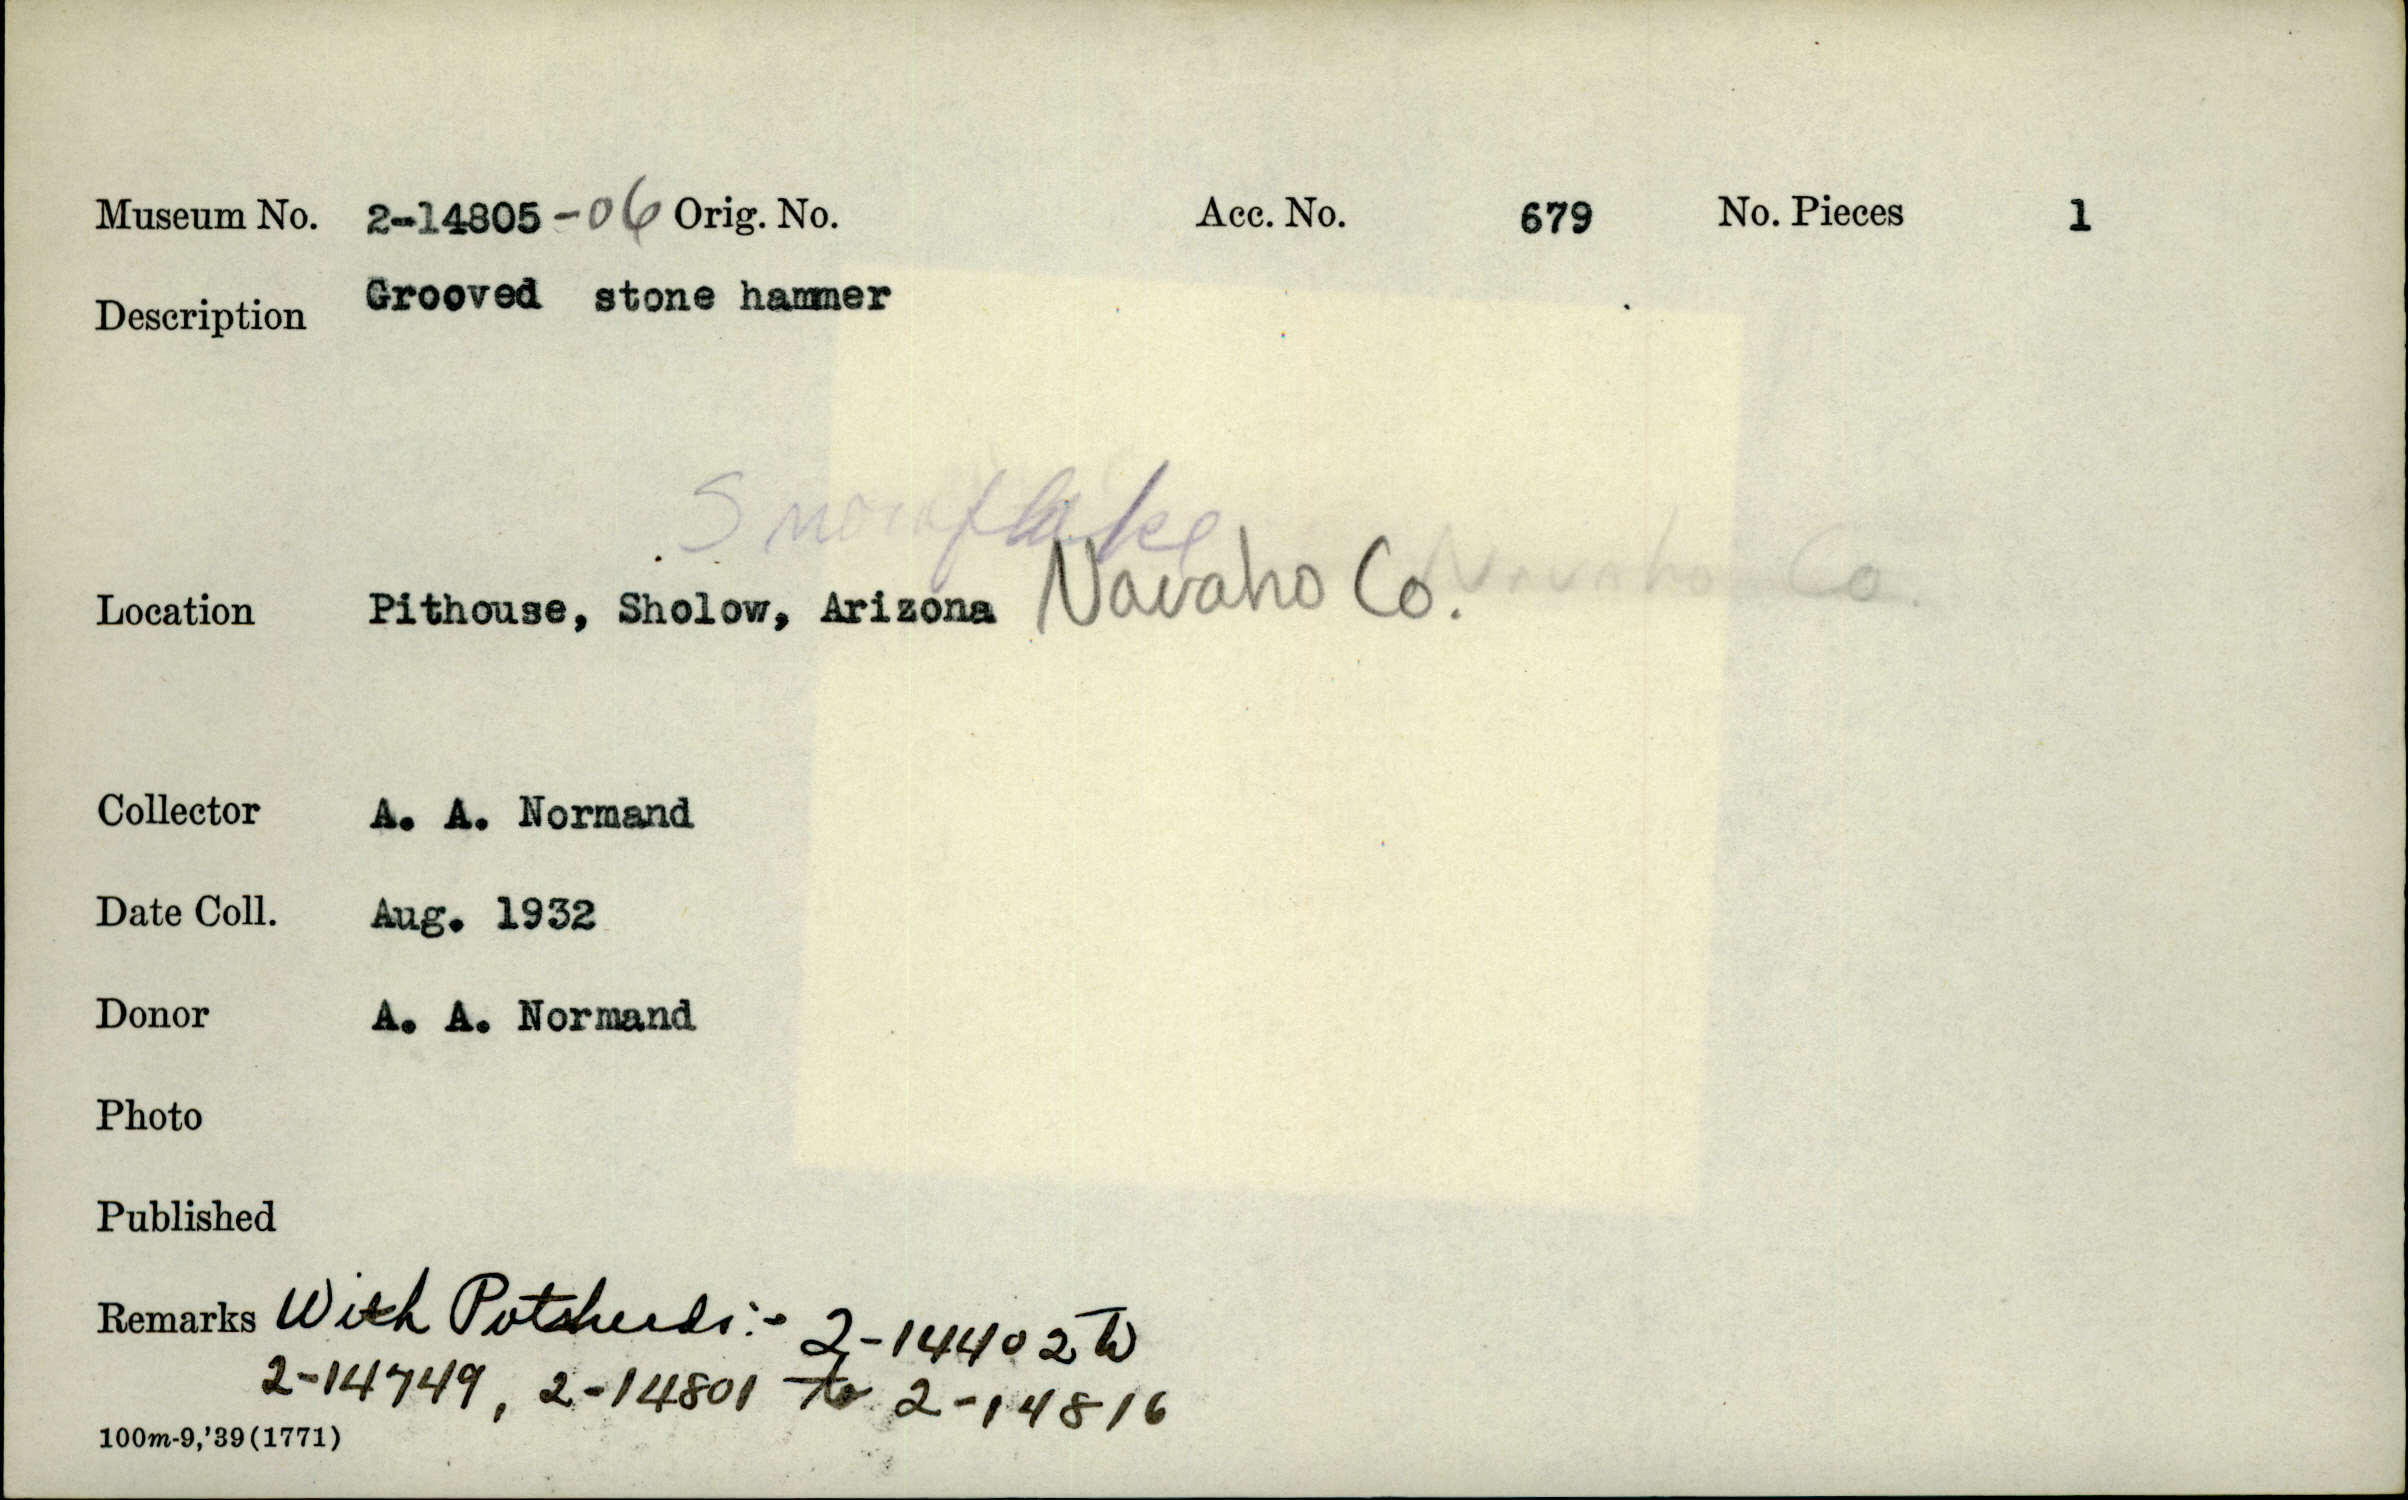 Museum No. 2-14805 -06 Orig. No. Acc. No. 679 No. Pieces 1
Description Grooved stone hammer
Snowflake
Location Pithouse, Sholow, Arizona Navaho Co. Navaho Co.
Collector A. A. Normand
Date Coll. Aug. 1932
Donor A. A. Normand
Photo
Published
Remarks With Potsherds:- 2-14402 to
2-14749, 2-14801 to 2-14816
100m-9,'39(1771)